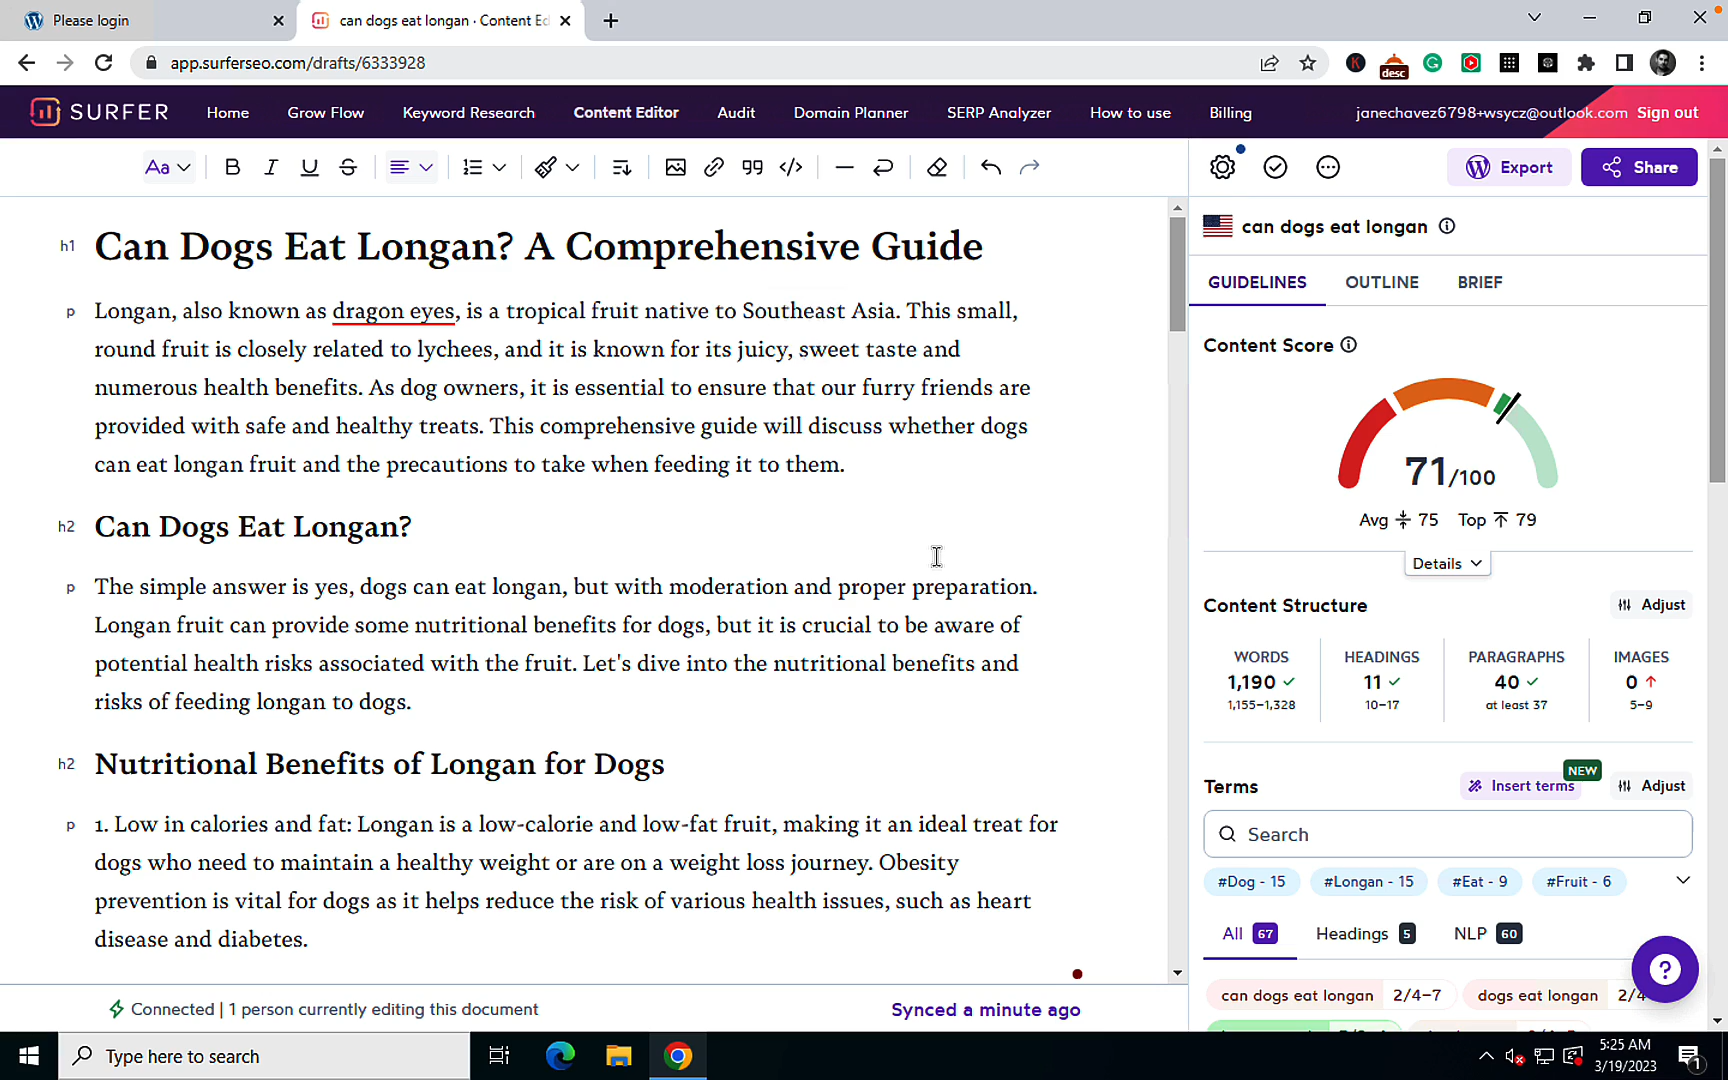 Please login
can dogs eat longan · Content Ed
app.surferseo.com/drafts/6333928
desc
SURFER
Home
Grow Flow
Keyword Research
Content Editor
Audit
Domain Planner
SERP Analyzer
How to use
Billing
janechavez6798+wsycz@outlook.com
Sign out
Aa
Export
Share
h1 Can Dogs Eat Longan? A Comprehensive Guide
p Longan, also known as dragon eyes, is a tropical fruit native to Southeast Asia. This small,
round fruit is closely related to lychees, and it is known for its juicy, sweet taste and
numerous health benefits. As dog owners, it is essential to ensure that our furry friends are
provided with safe and healthy treats. This comprehensive guide will discuss whether dogs
can eat longan fruit and the precautions to take when feeding it to them.
h2 Can Dogs Eat Longan?
p The simple answer is yes, dogs can eat longan, but with moderation and proper preparation.
Longan fruit can provide some nutritional benefits for dogs, but it is crucial to be aware of
potential health risks associated with the fruit. Let's dive into the nutritional benefits and
risks of feeding longan to dogs.
h2 Nutritional Benefits of Longan for Dogs
p 1. Low in calories and fat: Longan is a low-calorie and low-fat fruit, making it an ideal treat for
dogs who need to maintain a healthy weight or are on a weight loss journey. Obesity
prevention is vital for dogs as it helps reduce the risk of various health issues, such as heart
disease and diabetes.
Connected | 1 person currently editing this document
Synced a minute ago
can dogs eat longan
GUIDELINES OUTLINE BRIEF
Content Score
71/100
Avg 75 Top 79
Details
Content Structure
Adjust
WORDS HEADINGS PARAGRAPHS IMAGES
1,190 11 40 0
1,155–1,328 10–17 at least 37 5–9
NEW
Terms
Insert terms
Adjust
Search
#Dog - 15 #Longan - 15 #Eat - 9 #Fruit - 6
All 67 Headings 5 NLP 60
can dogs eat longan 2/4–7 dogs eat longan 2/4
Type here to search
5:25 AM
3/19/2023
1